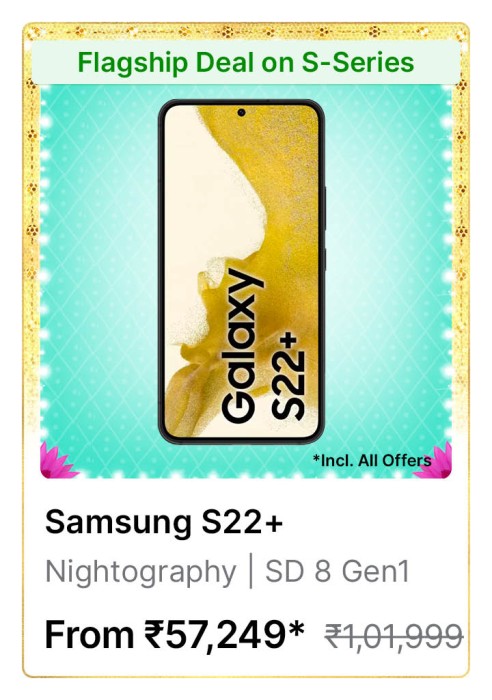 Flagship Deal on S-Series
Galaxy
S22+
*Incl. All Offers
Samsung S22+
Nightography | SD 8 Gen1
From ₹57,249* ₹1,01,999